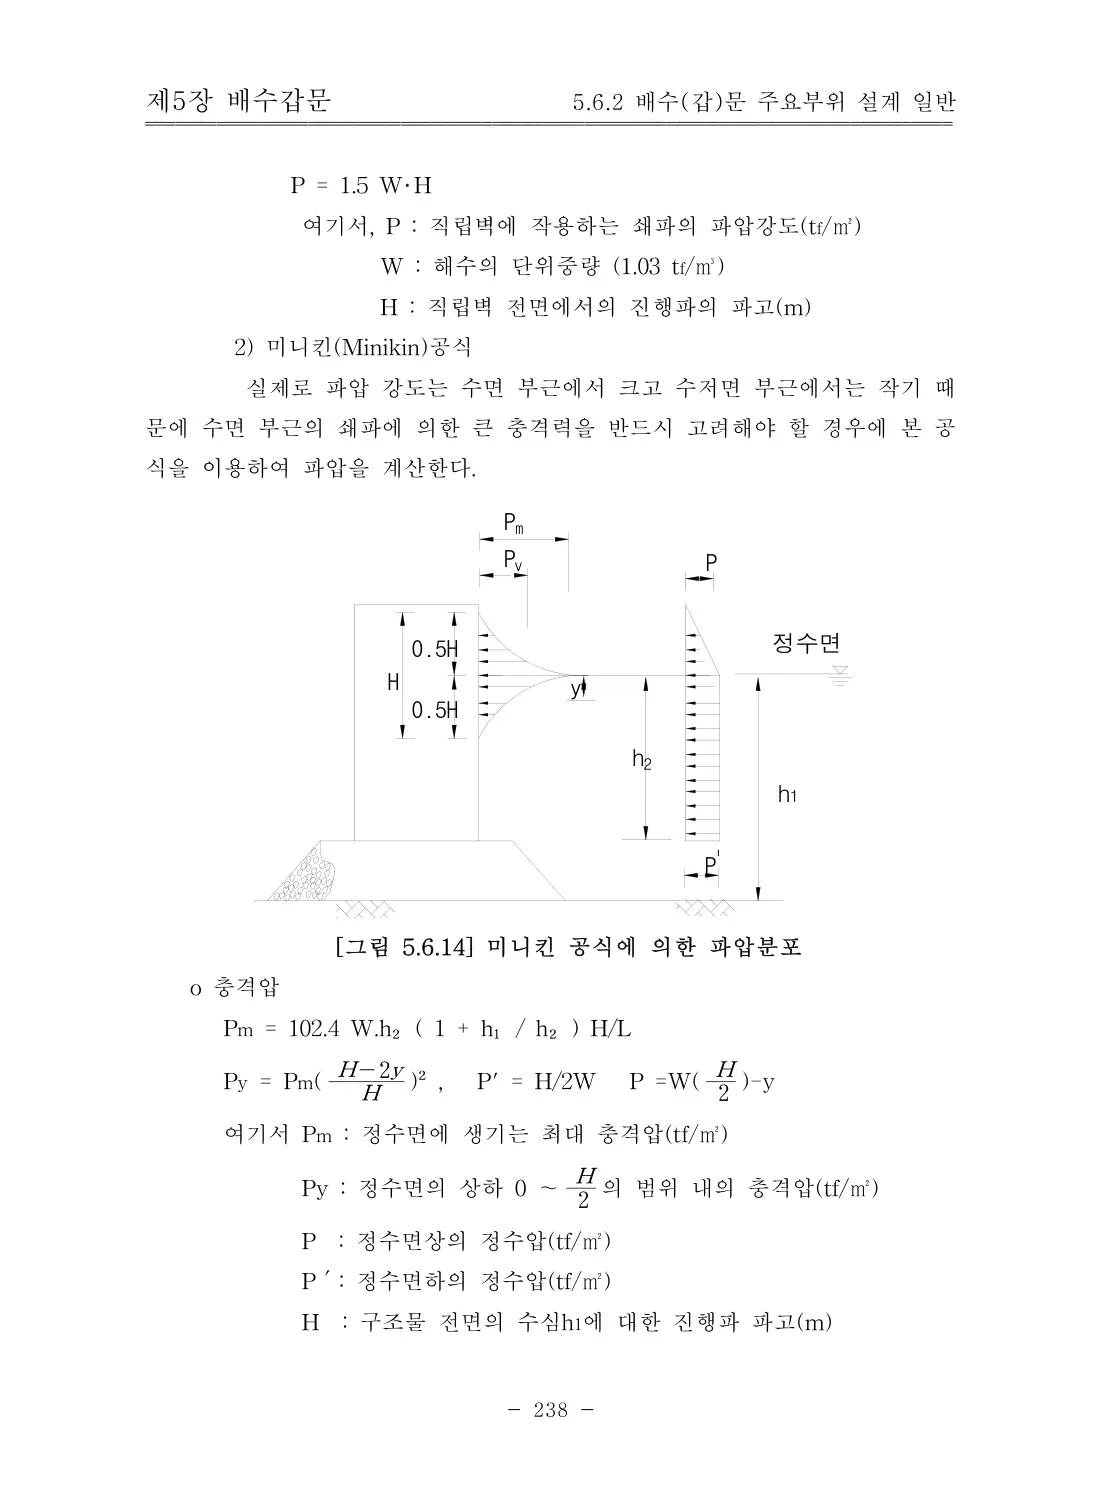 제5장 배수갑문 5.6.2 배수(갑)문 주요부위 설계 일반
P = 1.5 W·H
여기서, P : 직립벽에 작용하는 쇄파의 파압강도(tf/㎡)
W : 해수의 단위중량 (1.03 tf/㎥)
H : 직립벽 전면에서의 진행파의 파고(m)
2) 미니킨(Minikin)공식
실제로 파압 강도는 수면 부근에서 크고 수저면 부근에서는 작기 때
문에 수면 부근의 쇄파에 의한 큰 충격력을 반드시 고려해야 할 경우에 본 공
식을 이용하여 파압을 계산한다.
Pm
Pv
P
정수면
0.5H
H
y
0.5H
h2
h1
P'
[그림 5.6.14] 미니킨 공식에 의한 파압분포
o 충격압
Pm = 102.4 W.h₂ ( 1 + h₁ / h₂ ) H/L
Py = Pm( (H-2y)/H )² , P′ = H/2W P =W( H/2 )-y
여기서 Pm : 정수면에 생기는 최대 충격압(tf/㎡)
Py : 정수면의 상하 0 ~ H/2 의 범위 내의 충격압(tf/㎡)
P : 정수면상의 정수압(tf/㎡)
P ′ : 정수면하의 정수압(tf/㎡)
H : 구조물 전면의 수심h1에 대한 진행파 파고(m)
- 238 -